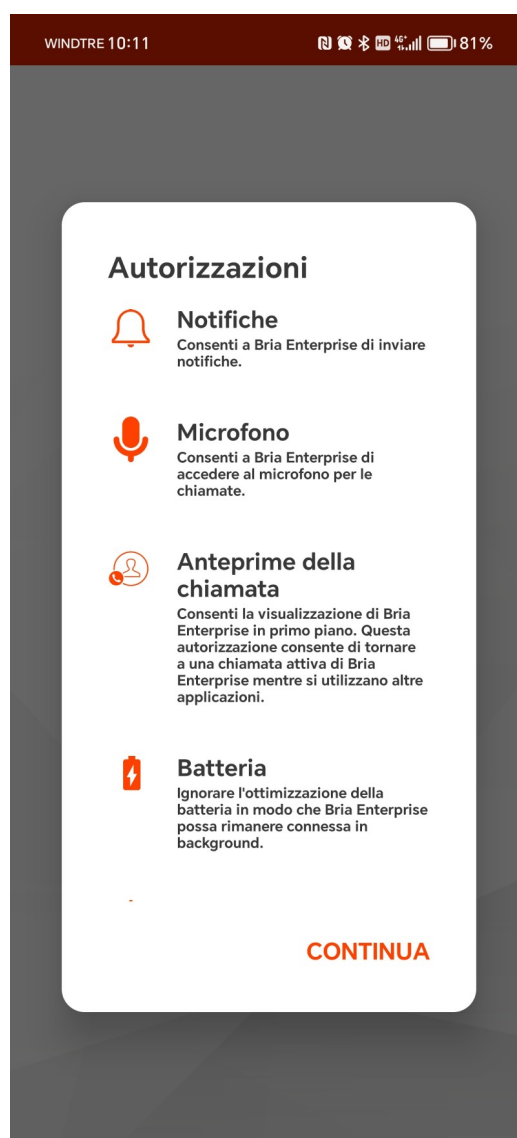 WINDTRE 10:11
HD 4G+ 81%
Autorizzazioni
Notifiche
Consenti a Bria Enterprise di inviare
notifiche.
Microfono
Consenti a Bria Enterprise di
accedere al microfono per le
chiamate.
Anteprime della
chiamata
Consenti la visualizzazione di Bria
Enterprise in primo piano. Questa
autorizzazione consente di tornare
a una chiamata attiva di Bria
Enterprise mentre si utilizzano altre
applicazioni.
Batteria
Ignorare l'ottimizzazione della
batteria in modo che Bria Enterprise
possa rimanere connessa in
background.
CONTINUA